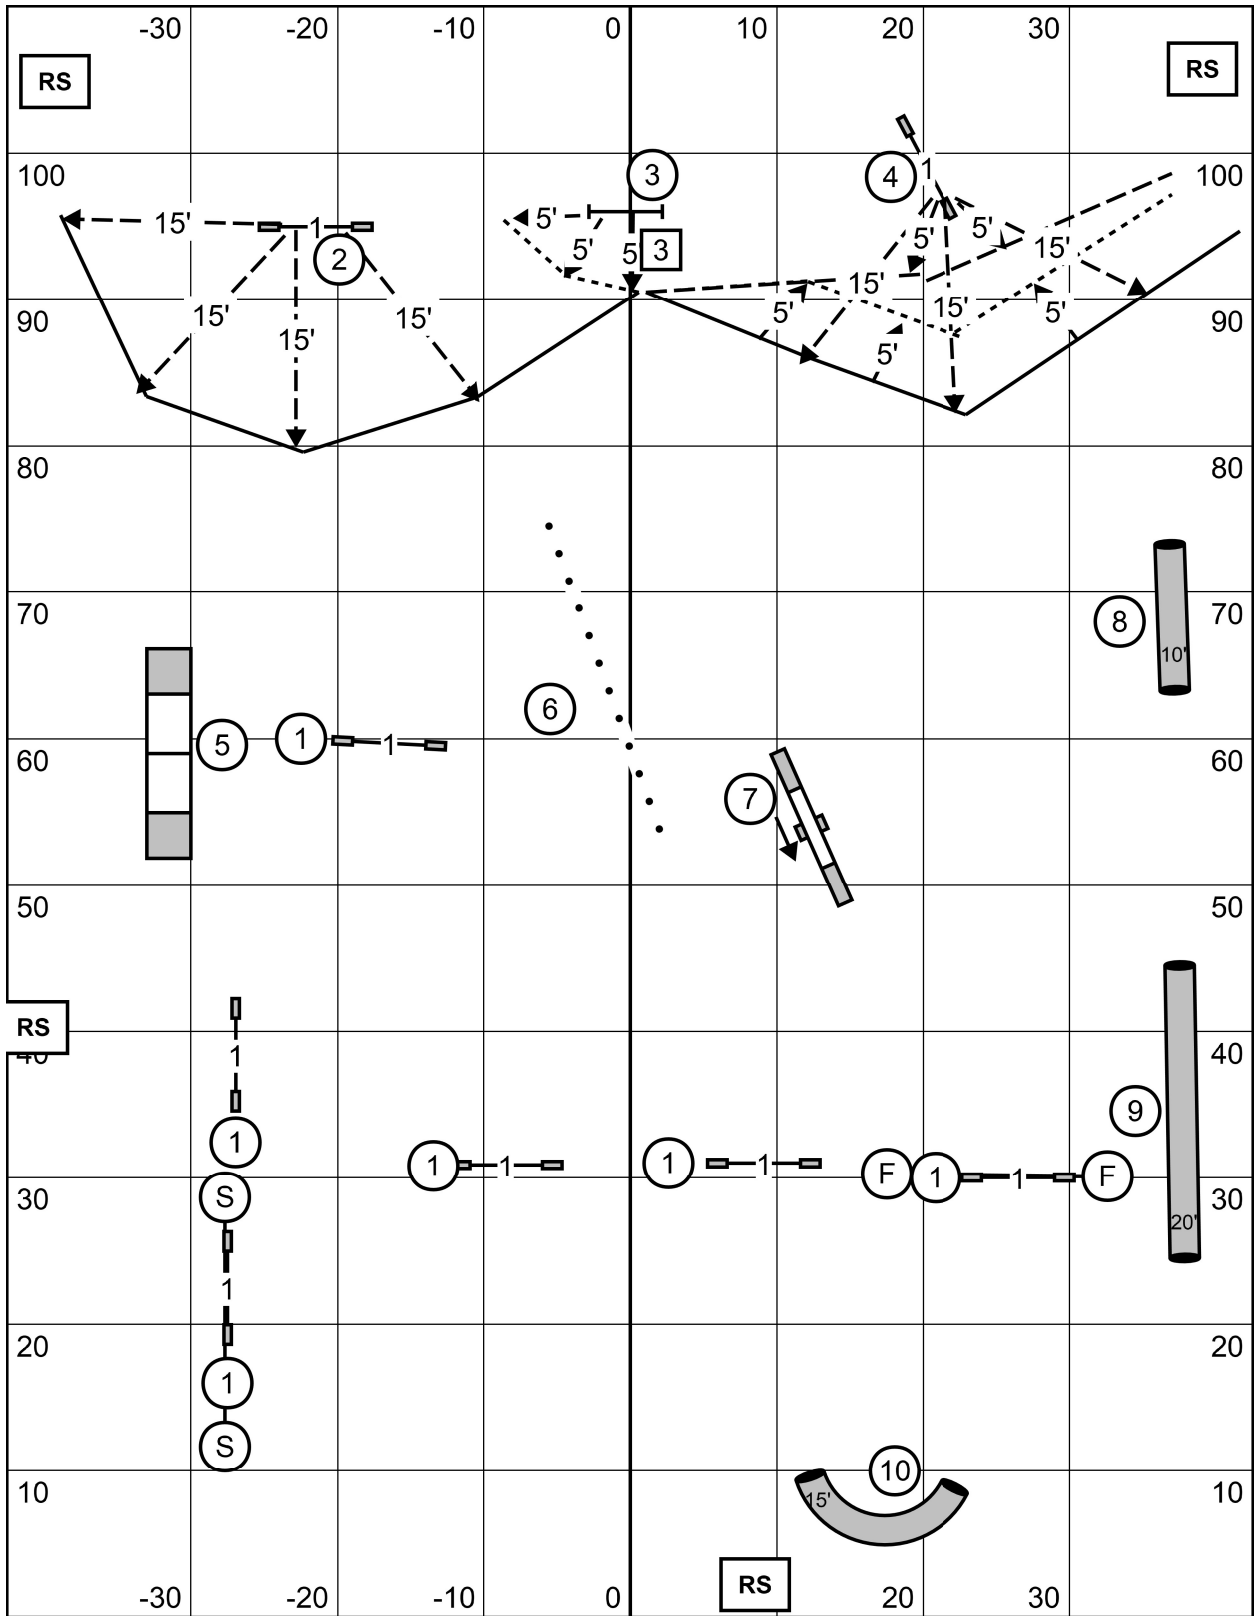 -30 -20 -10 0 10 20 30
RS RS
100 3 4 1 100
15' 1 5' 3 5' 5' 15'
2 5' 5
15' 15' 15' 15' 15'
90 5' 5' 5' 90
80 80
70 8 70
10'
6
5 1 1
60 7 60
50 50
RS
40 1 40
9
1 1 1 1 1 F 1 1 F
S
30 30
20'
1
20 20
1
S
10
10 15' 10
RS
-30 -20 -10 0 20 30